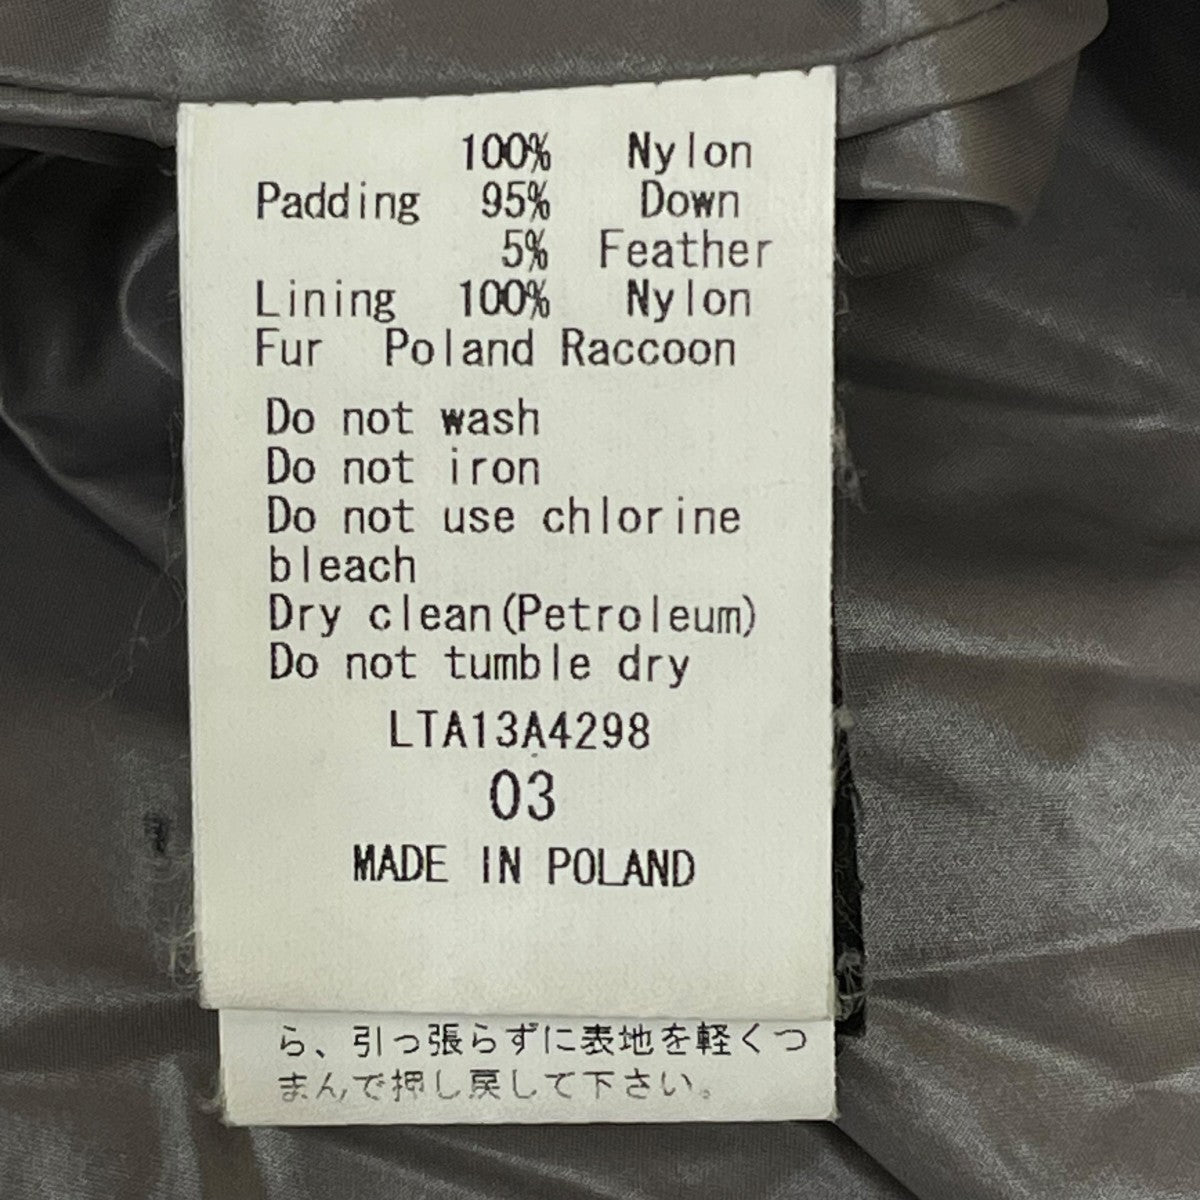 100% Nylon
Padding 95% Down
5% Feather
Lining 100% Nylon
Fur Poland Raccoon
Do not wash
Do not iron
Do not use chlorine
bleach
Dry clean(Petroleum)
Do not tumble dry
LTA13A4298
03
MADE IN POLAND
ら、引っ張らずに表地を軽くつ
まんで押し戻して下さい。